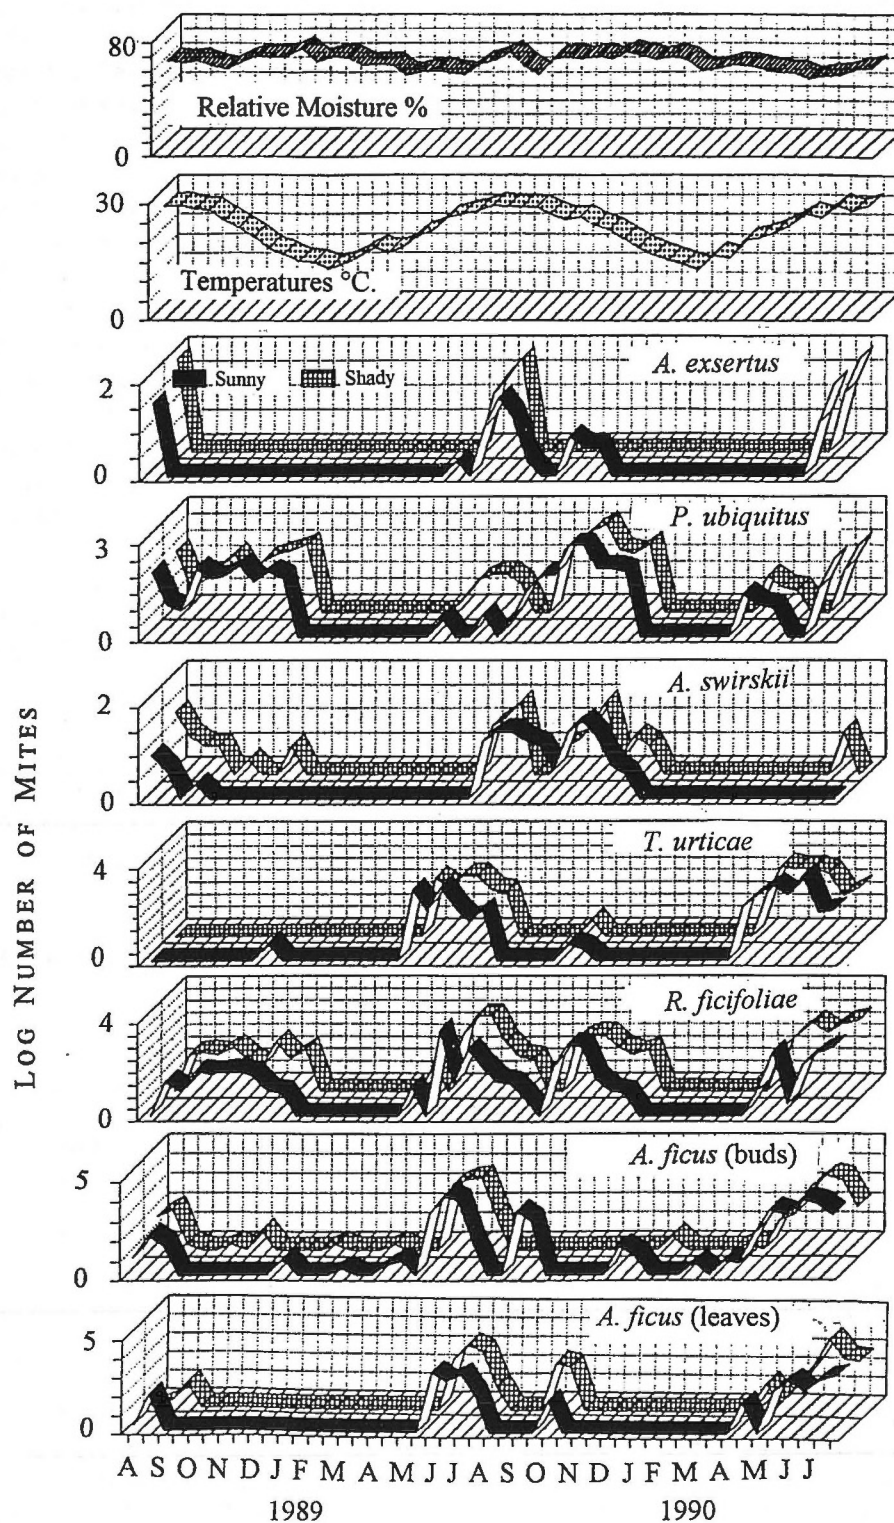 80
Relative Moisture %
0
30
Temperatures °C.
0
A. exsertus
Sunny Shady
2
0
P. ubiquitus
3
0
A. swirskii
2
0
T. urticae
4
0
R. ficifoliae
4
0
A. ficus (buds)
5
0
A. ficus (leaves)
5
0
LOG NUMBER OF MITES
A S O N D J F M A M J J A S O N D J F M A M J J
1989 1990